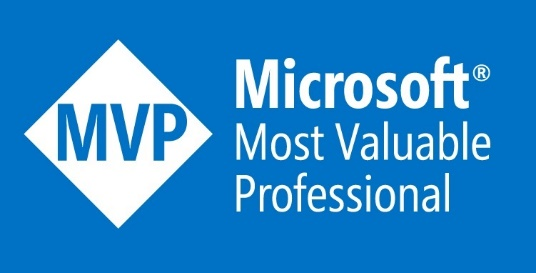 MVP
Microsoft®
Most Valuable
Professional